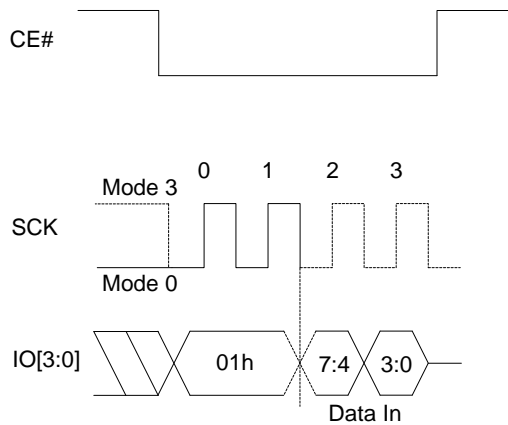 CE#
0 1 2 3
Mode 3
SCK
Mode 0
IO[3:0] 01h 7:4 3:0
Data In